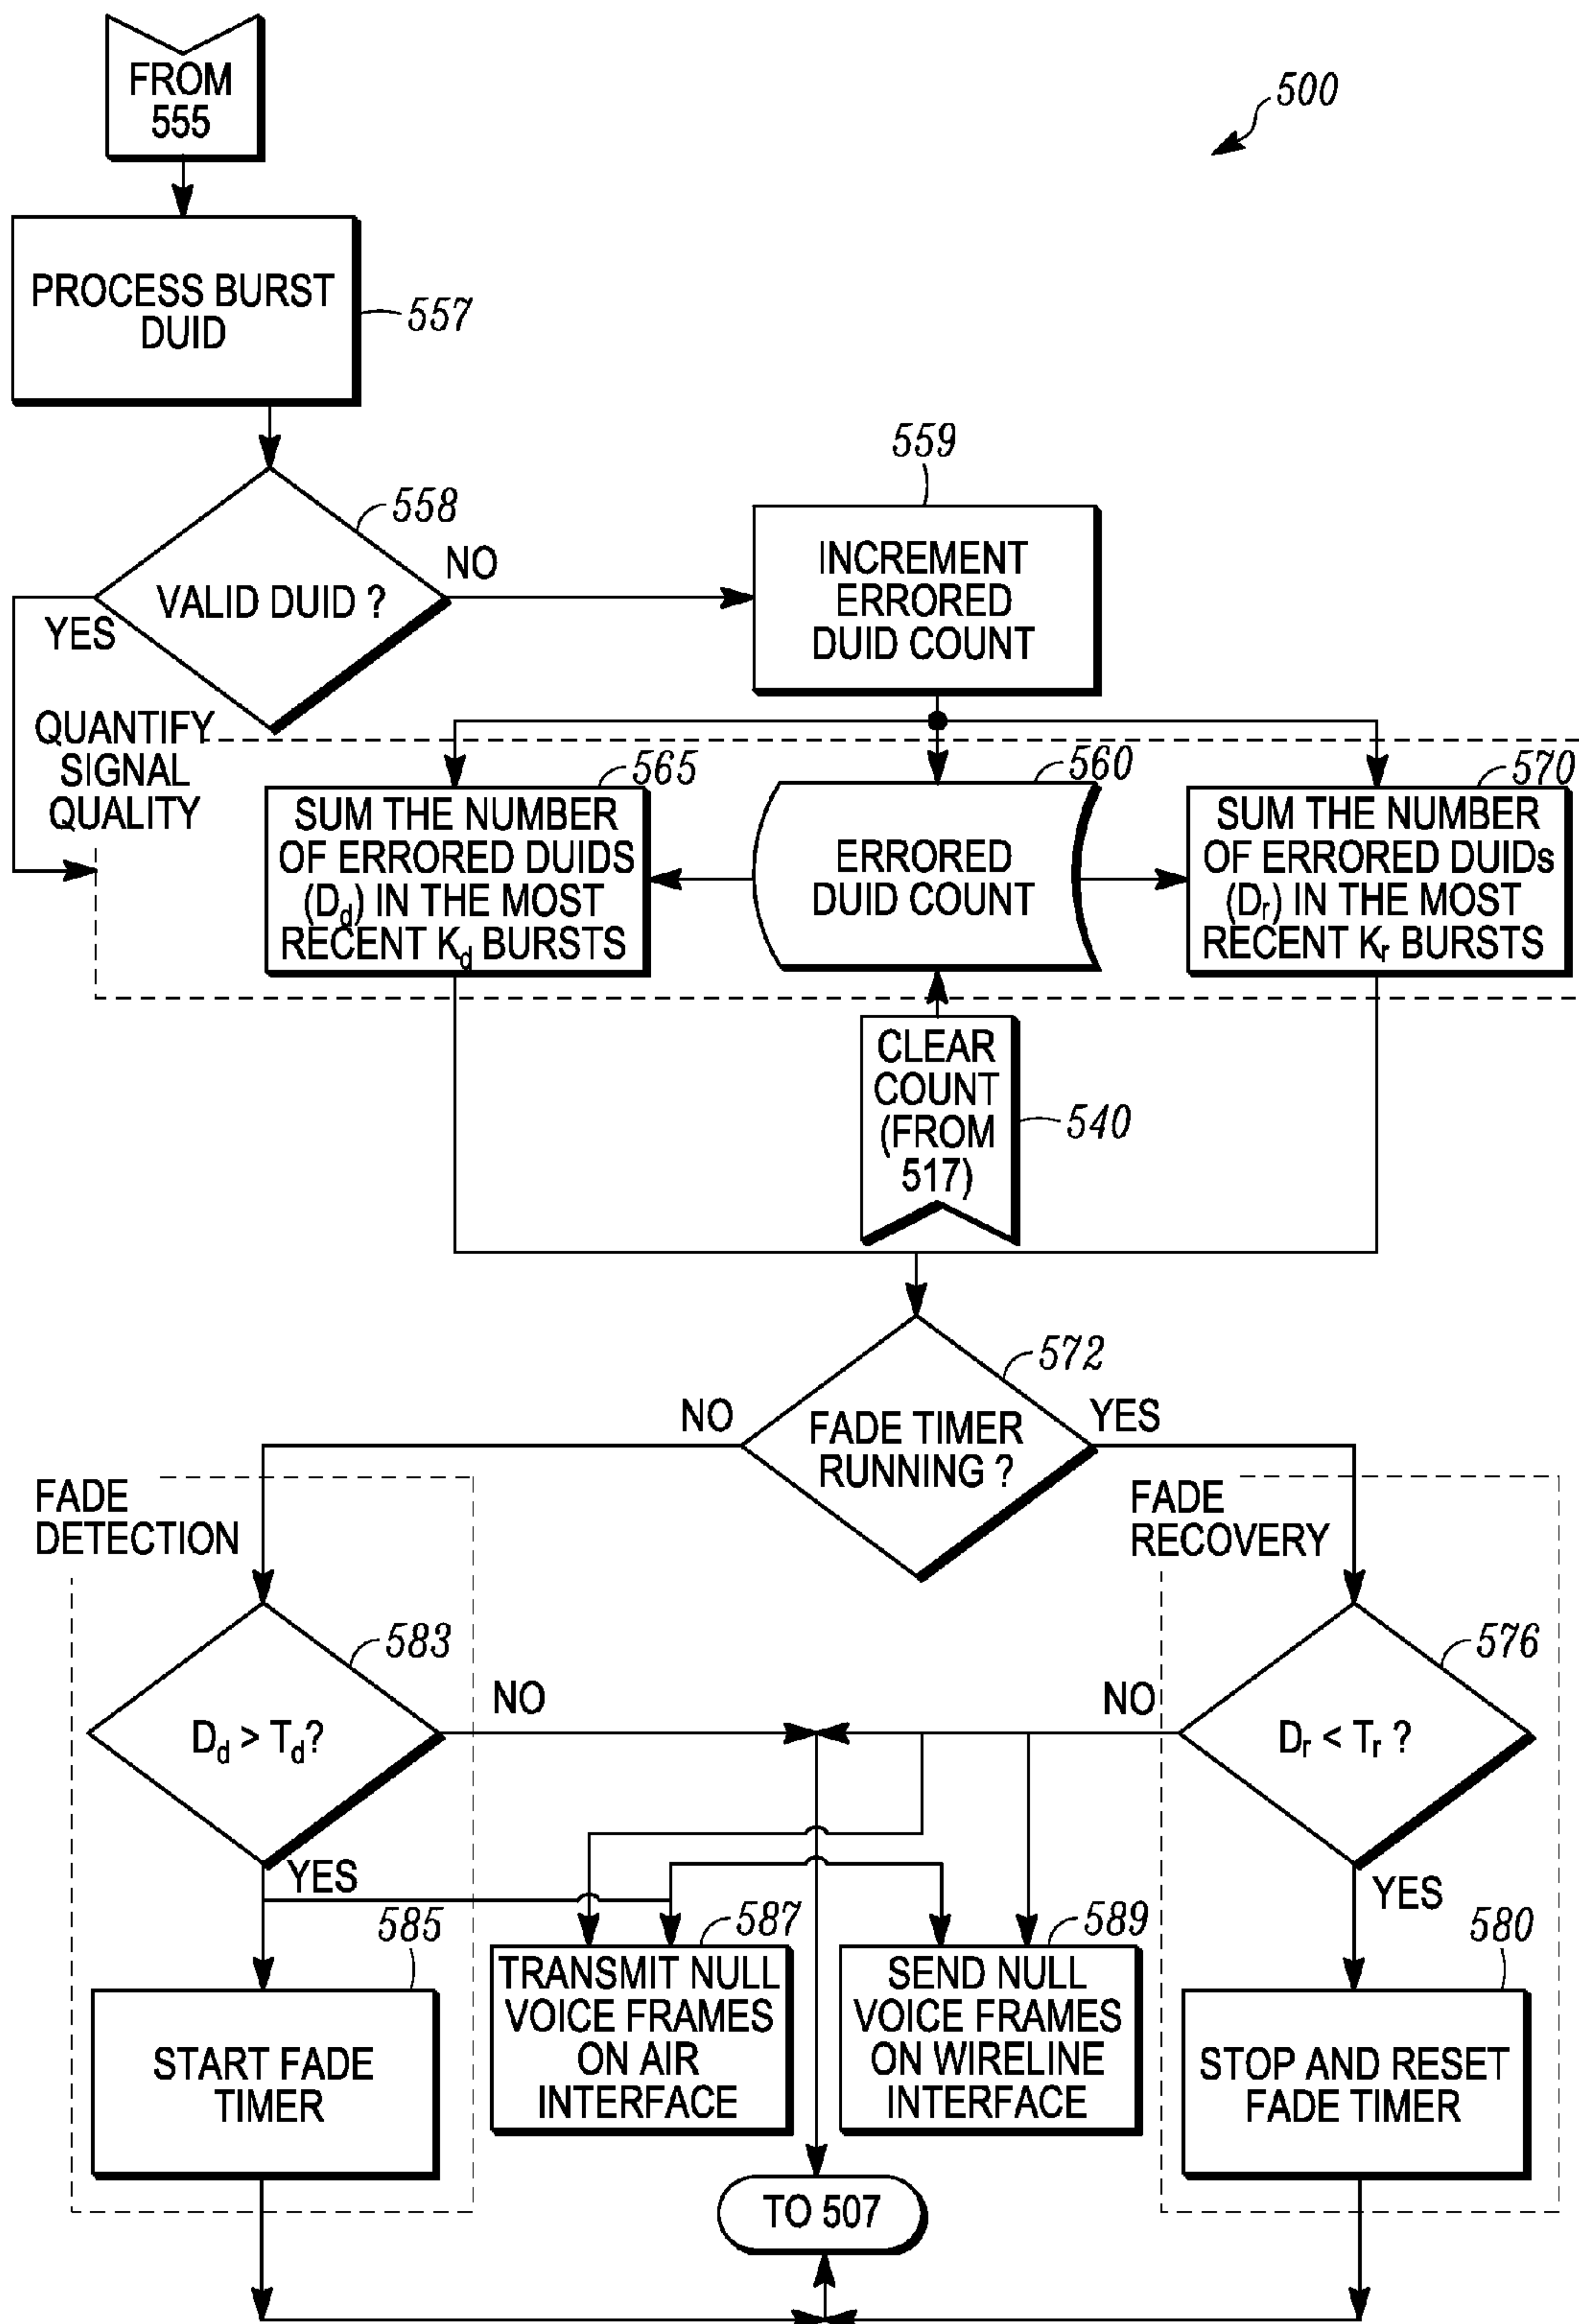 FROM
555
500
PROCESS BURST
DUID
557
558
VALID DUID ?
NO
YES
559
INCREMENT
ERRORED
DUID COUNT
QUANTIFY
SIGNAL
QUALITY
565
SUM THE NUMBER
OF ERRORED DUIDS
(Dd) IN THE MOST
RECENT Kd BURSTS
560
ERRORED
DUID COUNT
570
SUM THE NUMBER
OF ERRORED DUIDs
(Dr) IN THE MOST
RECENT Kr BURSTS
CLEAR
COUNT
(FROM
517)
540
572
NO
FADE TIMER
RUNNING ?
YES
FADE
DETECTION
FADE
RECOVERY
583
Dd > Td?
NO
YES
576
NO
Dr < Tr ?
YES
585
START FADE
TIMER
587
TRANSMIT NULL
VOICE FRAMES
ON AIR
INTERFACE
589
SEND NULL
VOICE FRAMES
ON WIRELINE
INTERFACE
580
STOP AND RESET
FADE TIMER
TO 507